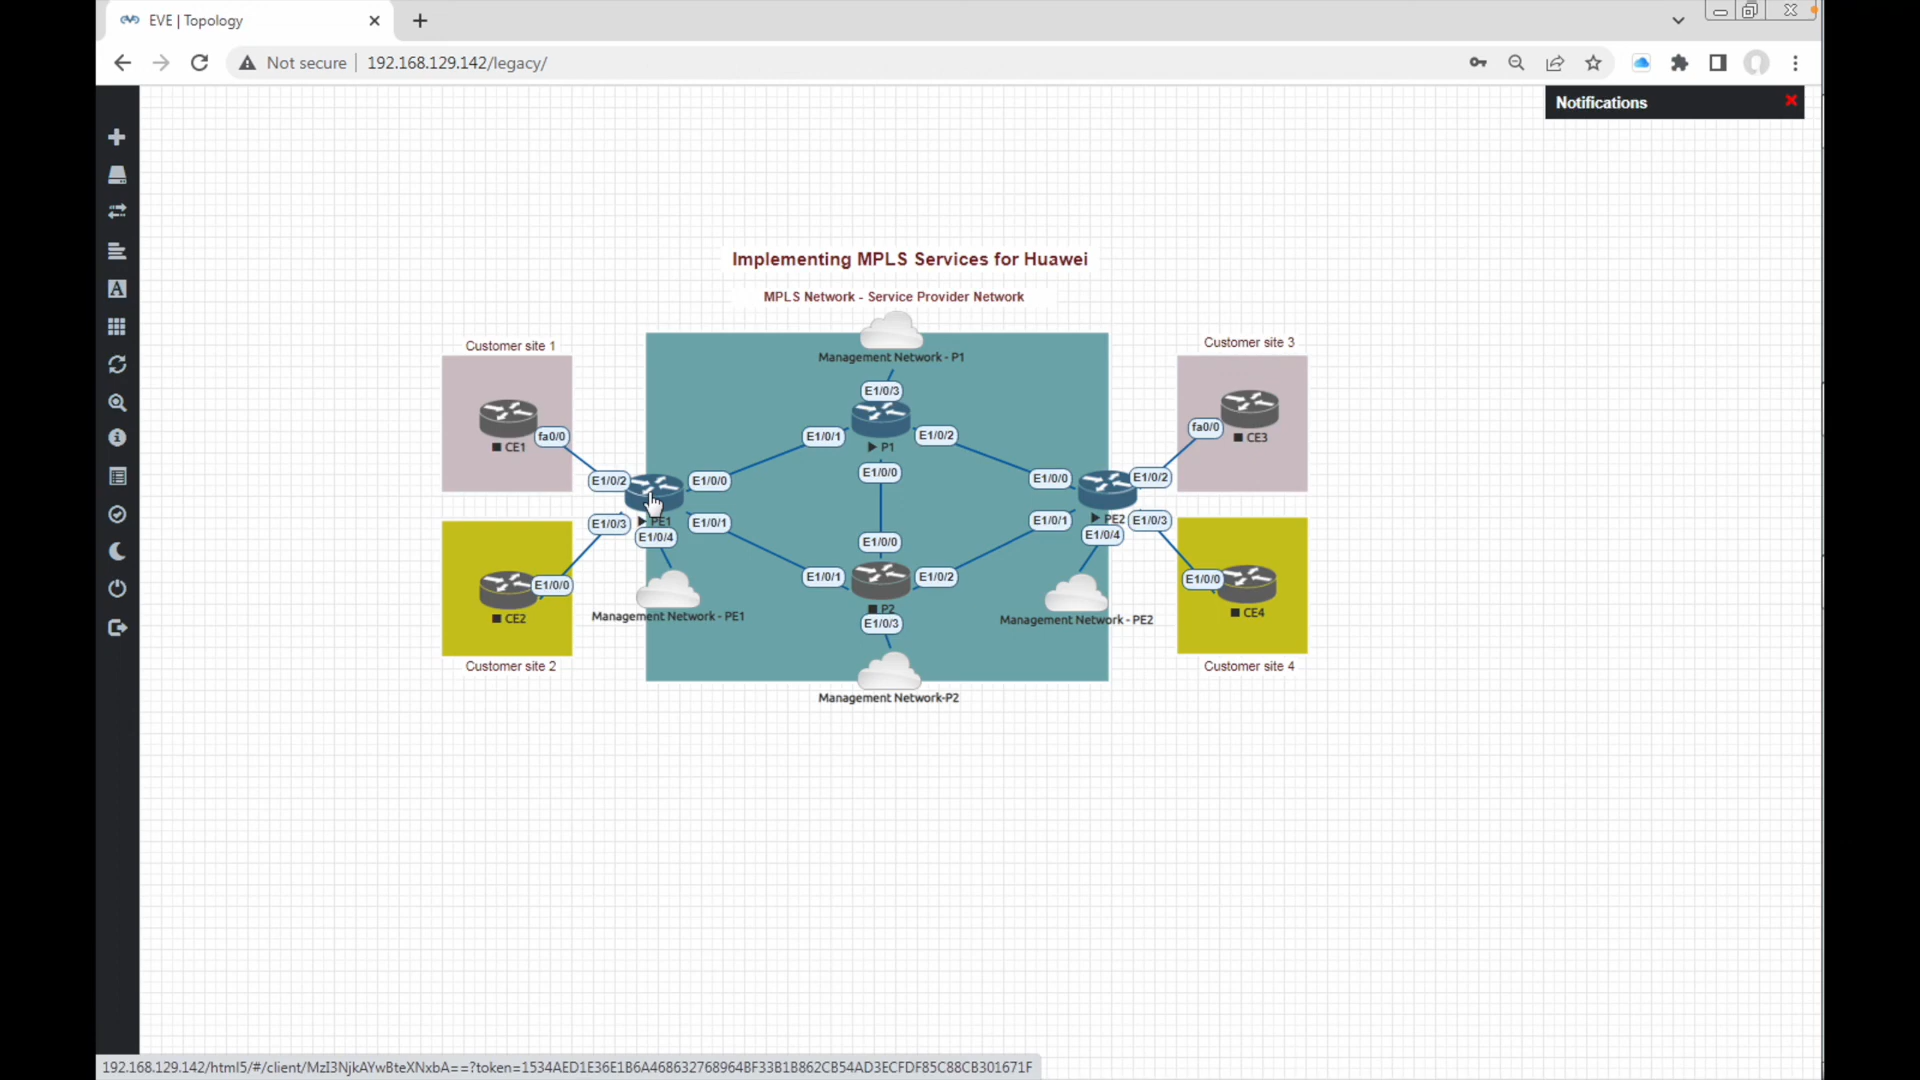 EVE | Topology
Not secure
192.168.129.142/legacy/
Notifications
Implementing MPLS Services for Huawei
MPLS Network - Service Provider Network
Customer site 1
Customer site 3
Management Network - P1
E1/0/3
CE1
fa0/0
E1/0/1
P1
E1/0/2
fa0/0
CE3
E1/0/2
PE1
E1/0/0
E1/0/0
E1/0/0
E1/0/2
E1/0/3
E1/0/4
E1/0/1
E1/0/0
E1/0/1
PE2
E1/0/3
E1/0/4
CE2
E1/0/0
E1/0/1
P2
E1/0/2
E1/0/0
CE4
Management Network - PE1
E1/0/3
Management Network - PE2
Customer site 2
Customer site 4
Management Network-P2
192.168.129.142/html5/#/client/MzI3NjkAYwBteXNxbA==?token=1534AED1E36E1B6A468632768964BF33B1B862CB54AD3ECFDF85C88CB301671F